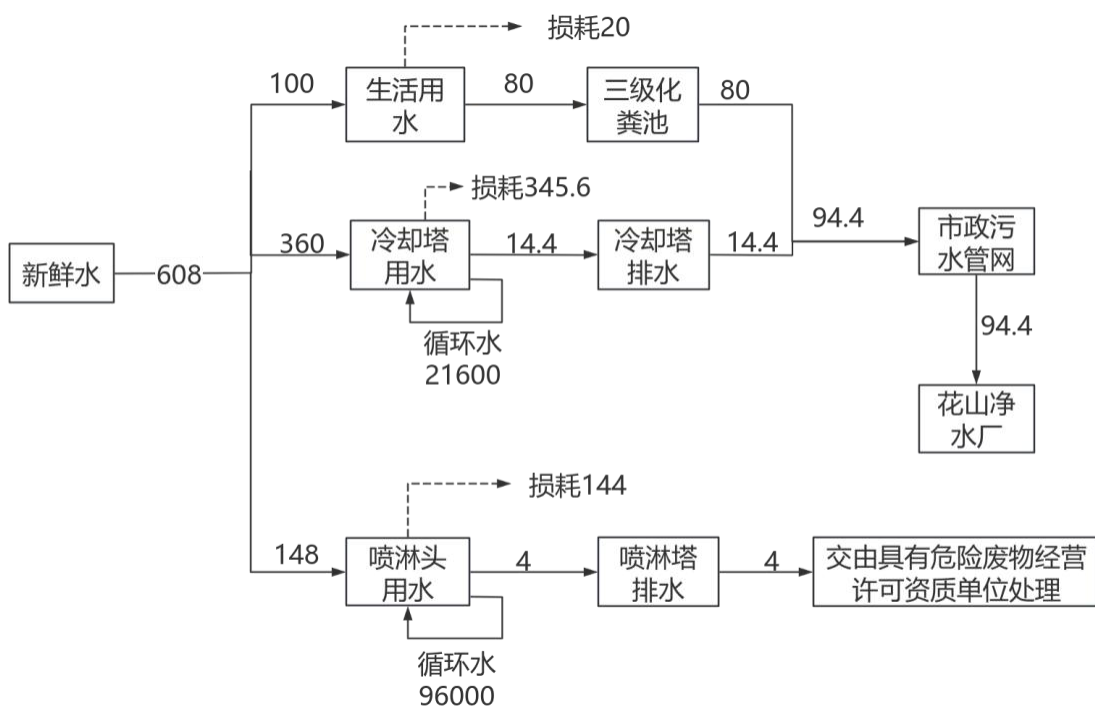 损耗20
100
生活用
水
80
三级化
粪池
80
损耗345.6
新鲜水
608
360
冷却塔
用水
14.4
冷却塔
排水
14.4
94.4
市政污
水管网
循环水
21600
94.4
花山净
水厂
损耗144
148
喷淋头
用水
4
喷淋塔
排水
4
交由具有危险废物经营
许可资质单位处理
循环水
96000